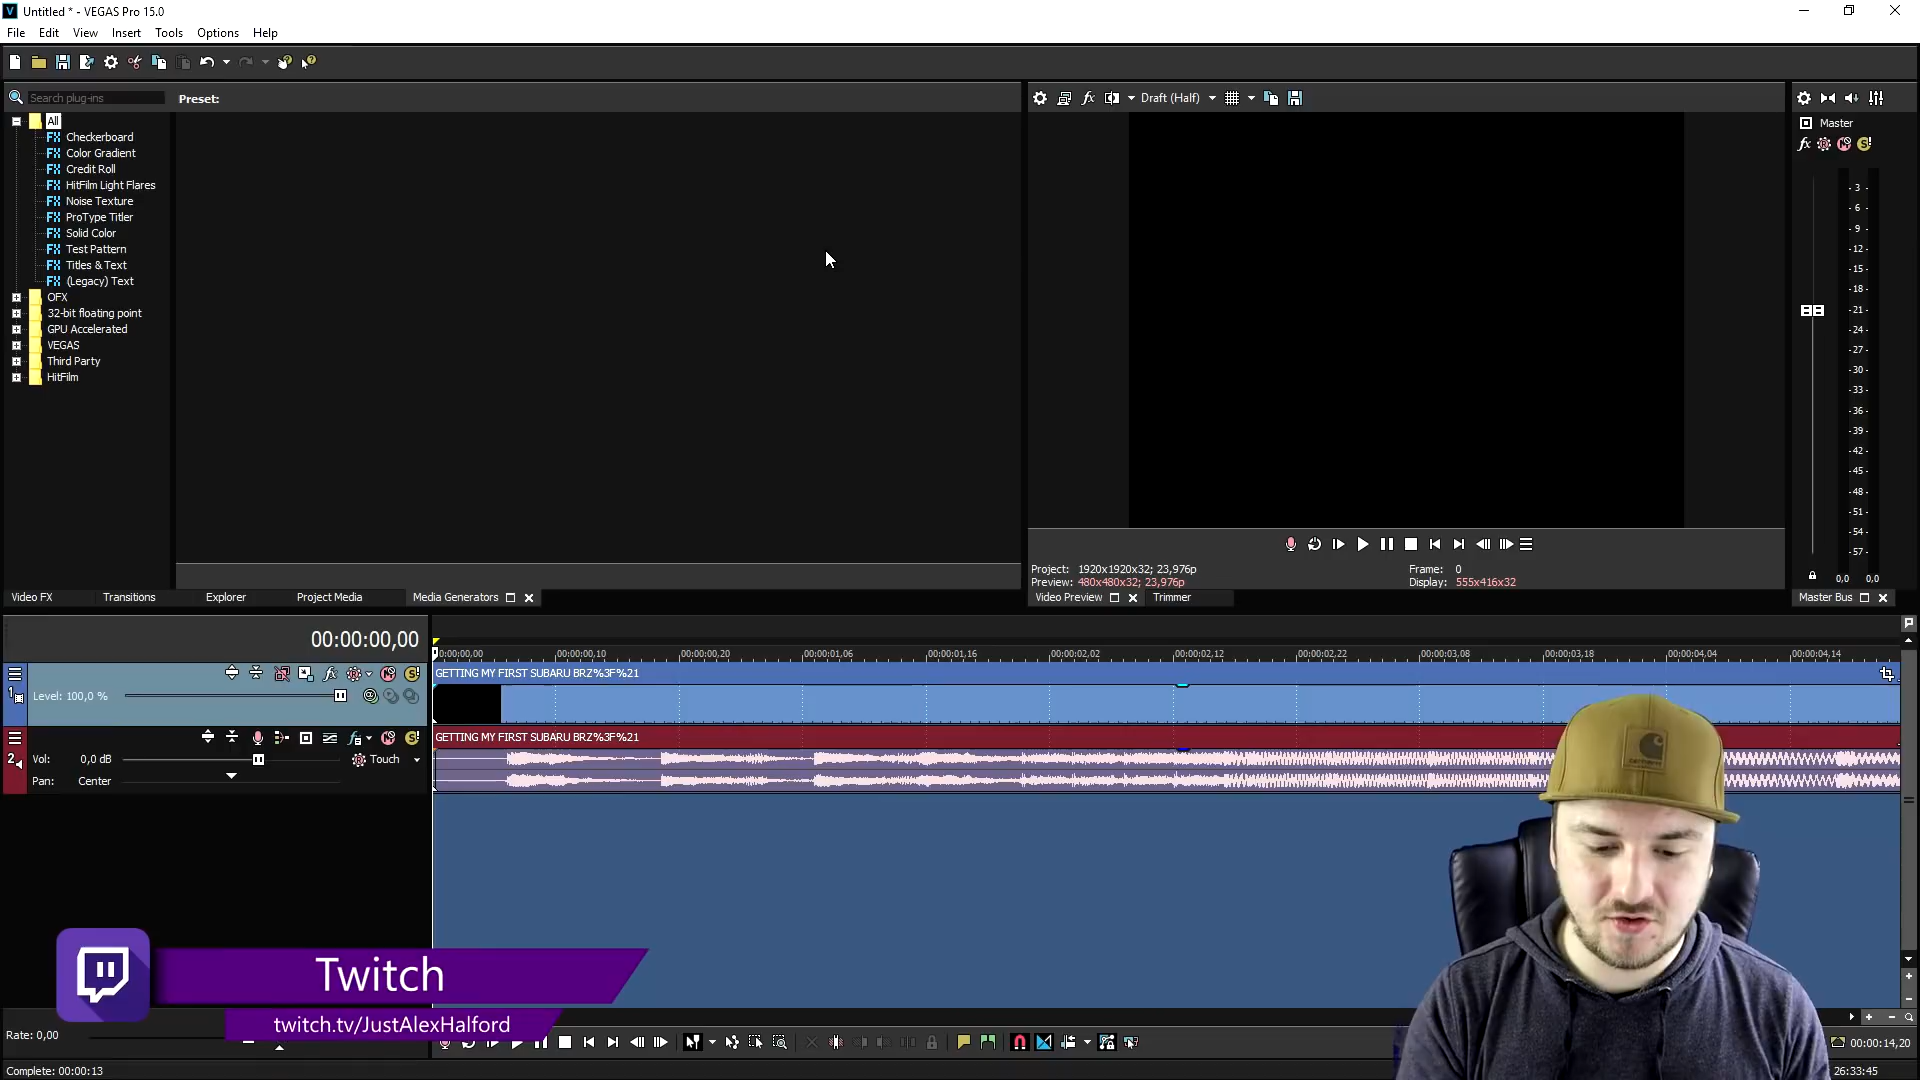 Untitled * - VEGAS Pro 15.0
File Edit View Insert Tools Options Help
Search plug-ins
Preset:
Draft (Half)
All
Checkerboard
Color Gradient
Credit Roll
HitFilm Light Flares
Noise Texture
ProType Titler
Solid Color
Test Pattern
Titles & Text
(Legacy) Text
OFX
32-bit floating point
GPU Accelerated
VEGAS
Third Party
HitFilm
Master
3
6
9
12
15
18
21
24
27
30
33
36
39
42
45
48
51
54
57
0,0 0,0
Project: 1920x1920x32; 23,976p
Frame: 0
Preview: 480x480x32; 23,976p
Display: 555x416x32
Video FX Transitions Explorer Project Media Media Generators
Video Preview Trimmer
Master Bus
00:00:00,00
0:00:00,00 00:00:00,10 00:00:00,20 00:00:01,06 00:00:01,16 00:00:02,02 00:00:02,12 00:00:02,22 00:00:03,08 00:00:03,18 00:00:04,04 00:00:04,14
1
Level: 100,0 %
GETTING MY FIRST SUBARU BRZ%3F%21
2
Vol: 0,0 dB
Touch
Pan: Center
GETTING MY FIRST SUBARU BRZ%3F%21
carhartt
Twitch
twitch.tv/JustAlexHalford
Rate: 0,00
00:00:14,20
Complete: 00:00:13
26:33:45